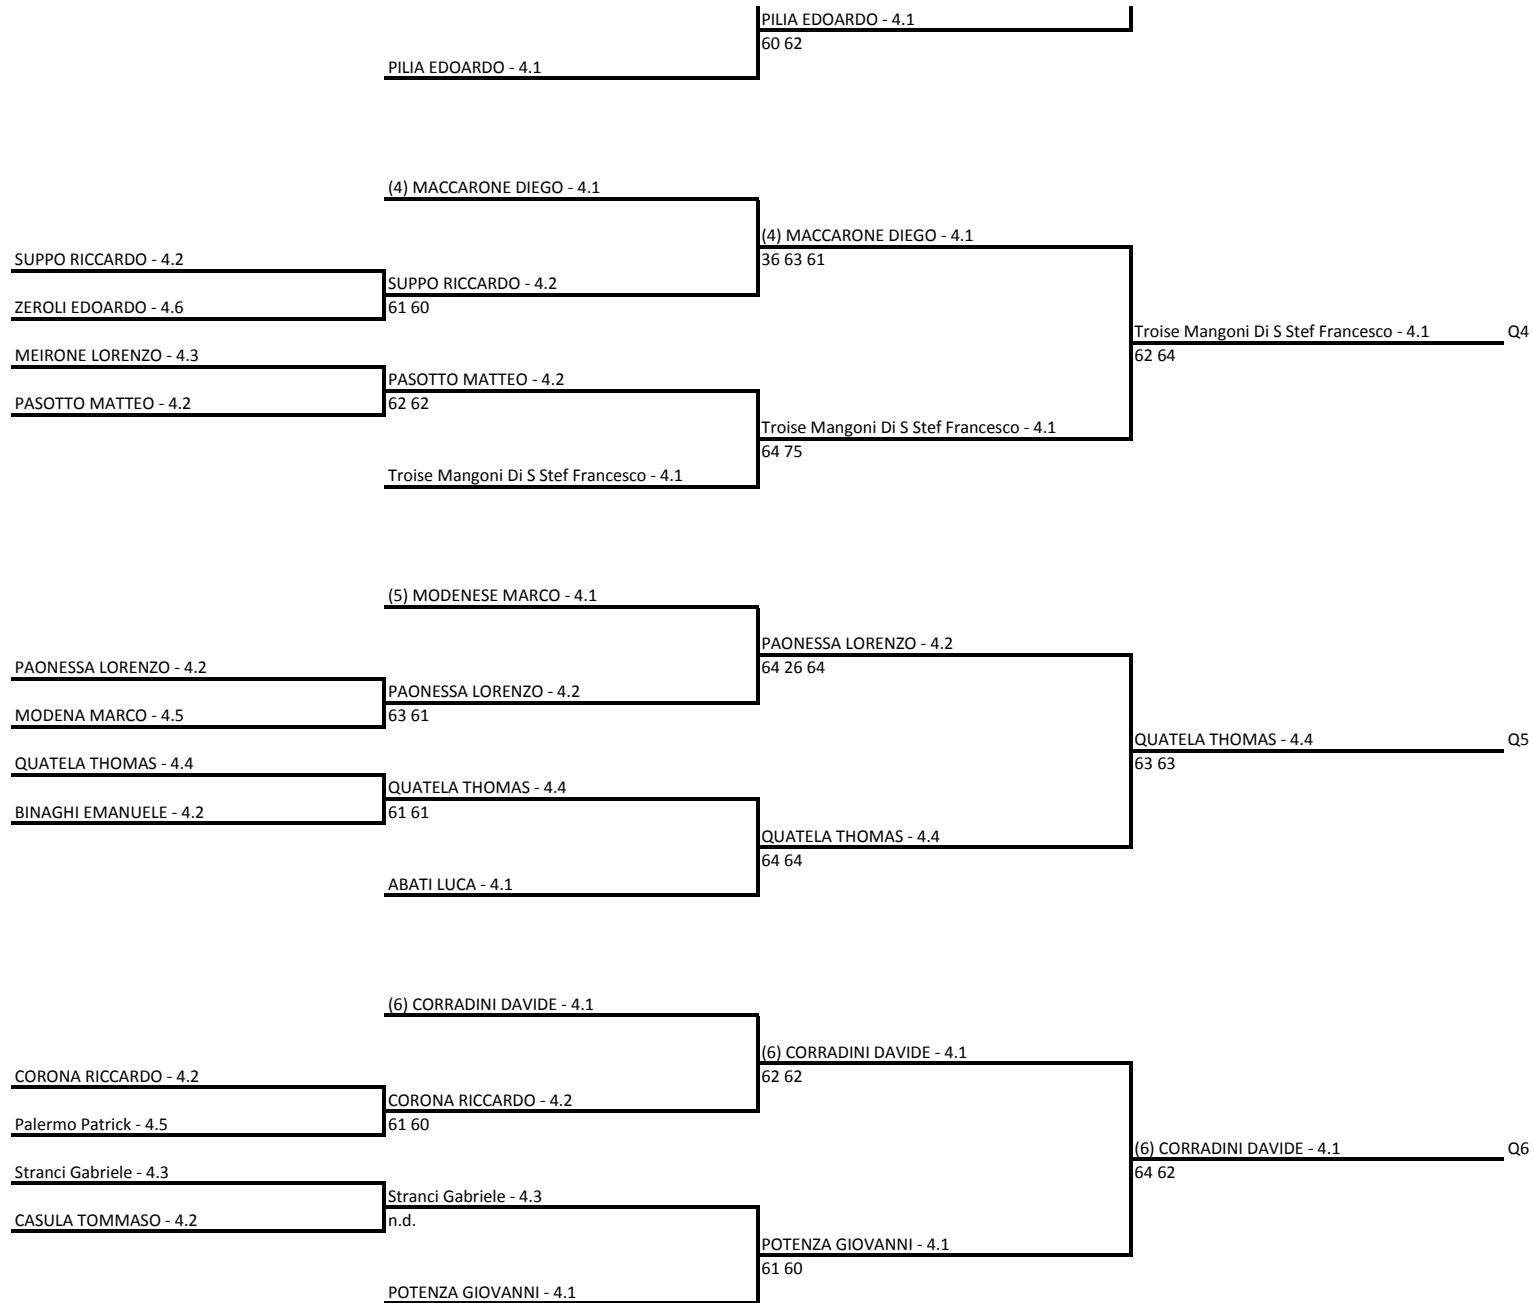 PILIA EDOARDO - 4.1
60 62
PILIA EDOARDO - 4.1
(4) MACCARONE DIEGO - 4.1
(4) MACCARONE DIEGO - 4.1
SUPPO RICCARDO - 4.2
36 63 61
SUPPO RICCARDO - 4.2
ZEROLI EDOARDO - 4.6
61 60
Troise Mangoni Di S Stef Francesco - 4.1 Q4
MEIRONE LORENZO - 4.3
62 64
PASOTTO MATTEO - 4.2
PASOTTO MATTEO - 4.2
62 62
Troise Mangoni Di S Stef Francesco - 4.1
64 75
Troise Mangoni Di S Stef Francesco - 4.1
(5) MODENESE MARCO - 4.1
PAONESSA LORENZO - 4.2
PAONESSA LORENZO - 4.2
64 26 64
PAONESSA LORENZO - 4.2
MODENA MARCO - 4.5
63 61
QUATELA THOMAS - 4.4 Q5
QUATELA THOMAS - 4.4
63 63
QUATELA THOMAS - 4.4
BINAGHI EMANUELE - 4.2
61 61
QUATELA THOMAS - 4.4
64 64
ABATI LUCA - 4.1
(6) CORRADINI DAVIDE - 4.1
(6) CORRADINI DAVIDE - 4.1
CORONA RICCARDO - 4.2
62 62
CORONA RICCARDO - 4.2
Palermo Patrick - 4.5
61 60
(6) CORRADINI DAVIDE - 4.1 Q6
Stranci Gabriele - 4.3
64 62
Stranci Gabriele - 4.3
CASULA TOMMASO - 4.2
n.d.
POTENZA GIOVANNI - 4.1
61 60
POTENZA GIOVANNI - 4.1